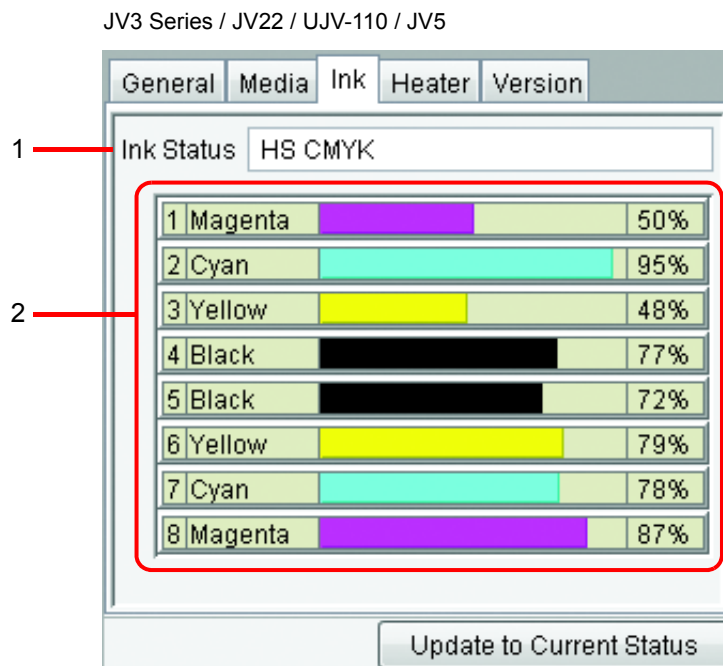 JV3 Series / JV22 / UJV-110 / JV5
General Media Ink Heater Version
1 Ink Status HS CMYK
2
1 Magenta 50%
2 Cyan 95%
3 Yellow 48%
4 Black 77%
5 Black 72%
6 Yellow 79%
7 Cyan 78%
8 Magenta 87%
Update to Current Status